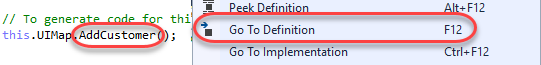 // To generate code for thi
this.UIMap.AddCustomer();
Peek Definition Alt+F12
Go To Definition F12
Go To Implementation Ctrl+F12